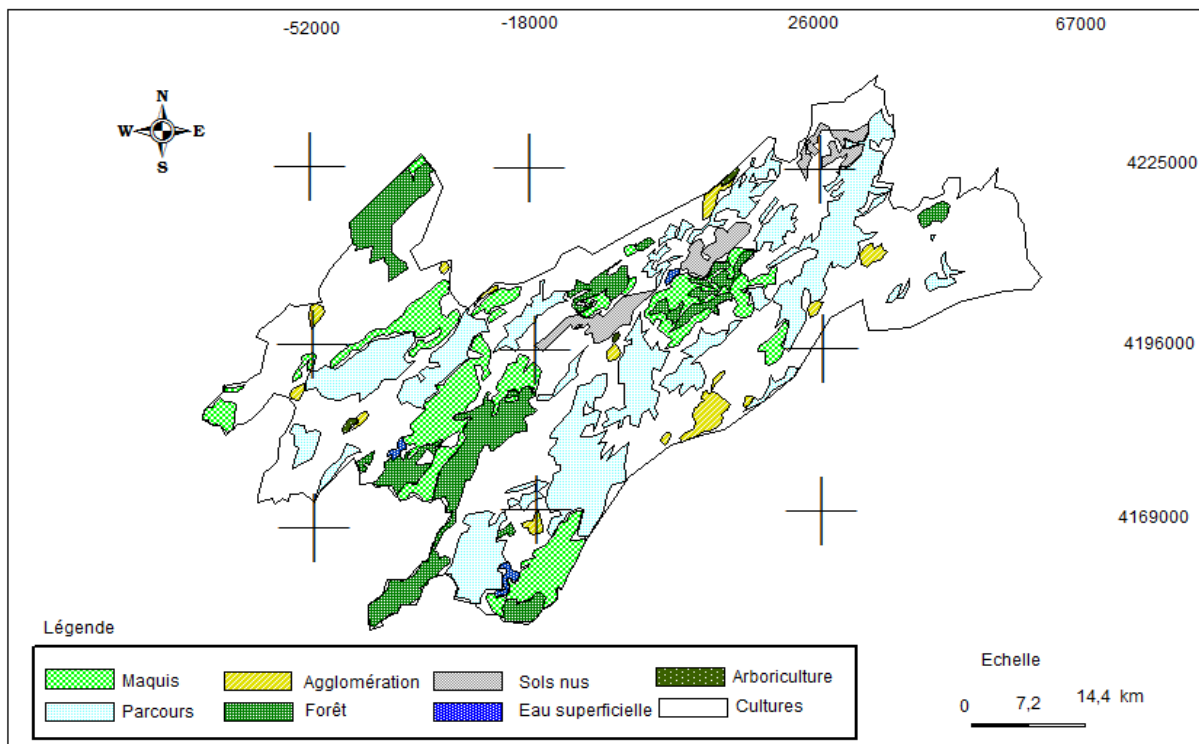 -52000 -18000 26000 67000
N
W E
S
4225000
4196000
4169000
Légende
Maquis Agglomération Sols nus Arboriculture
Parcours Forêt Eau superficielle Cultures
Echelle
0 7,2 14,4 km